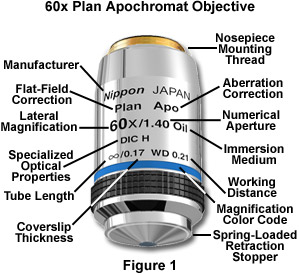 60x Plan Apochromat Objective
Nosepiece
Mounting
Thread
Manufacturer
Flat-Field
Correction
Lateral
Magnification
Specialized
Optical
Properties
Tube Length
Coverslip
Thickness
Nippon JAPAN
Plan Apo
60X/1.40 Oil
DIC H
∞/0.17 WD 0.21
Aberration
Correction
Numerical
Aperture
Immersion
Medium
Working
Distance
Magnification
Color Code
Spring-Loaded
Retraction
Stopper
Figure 1